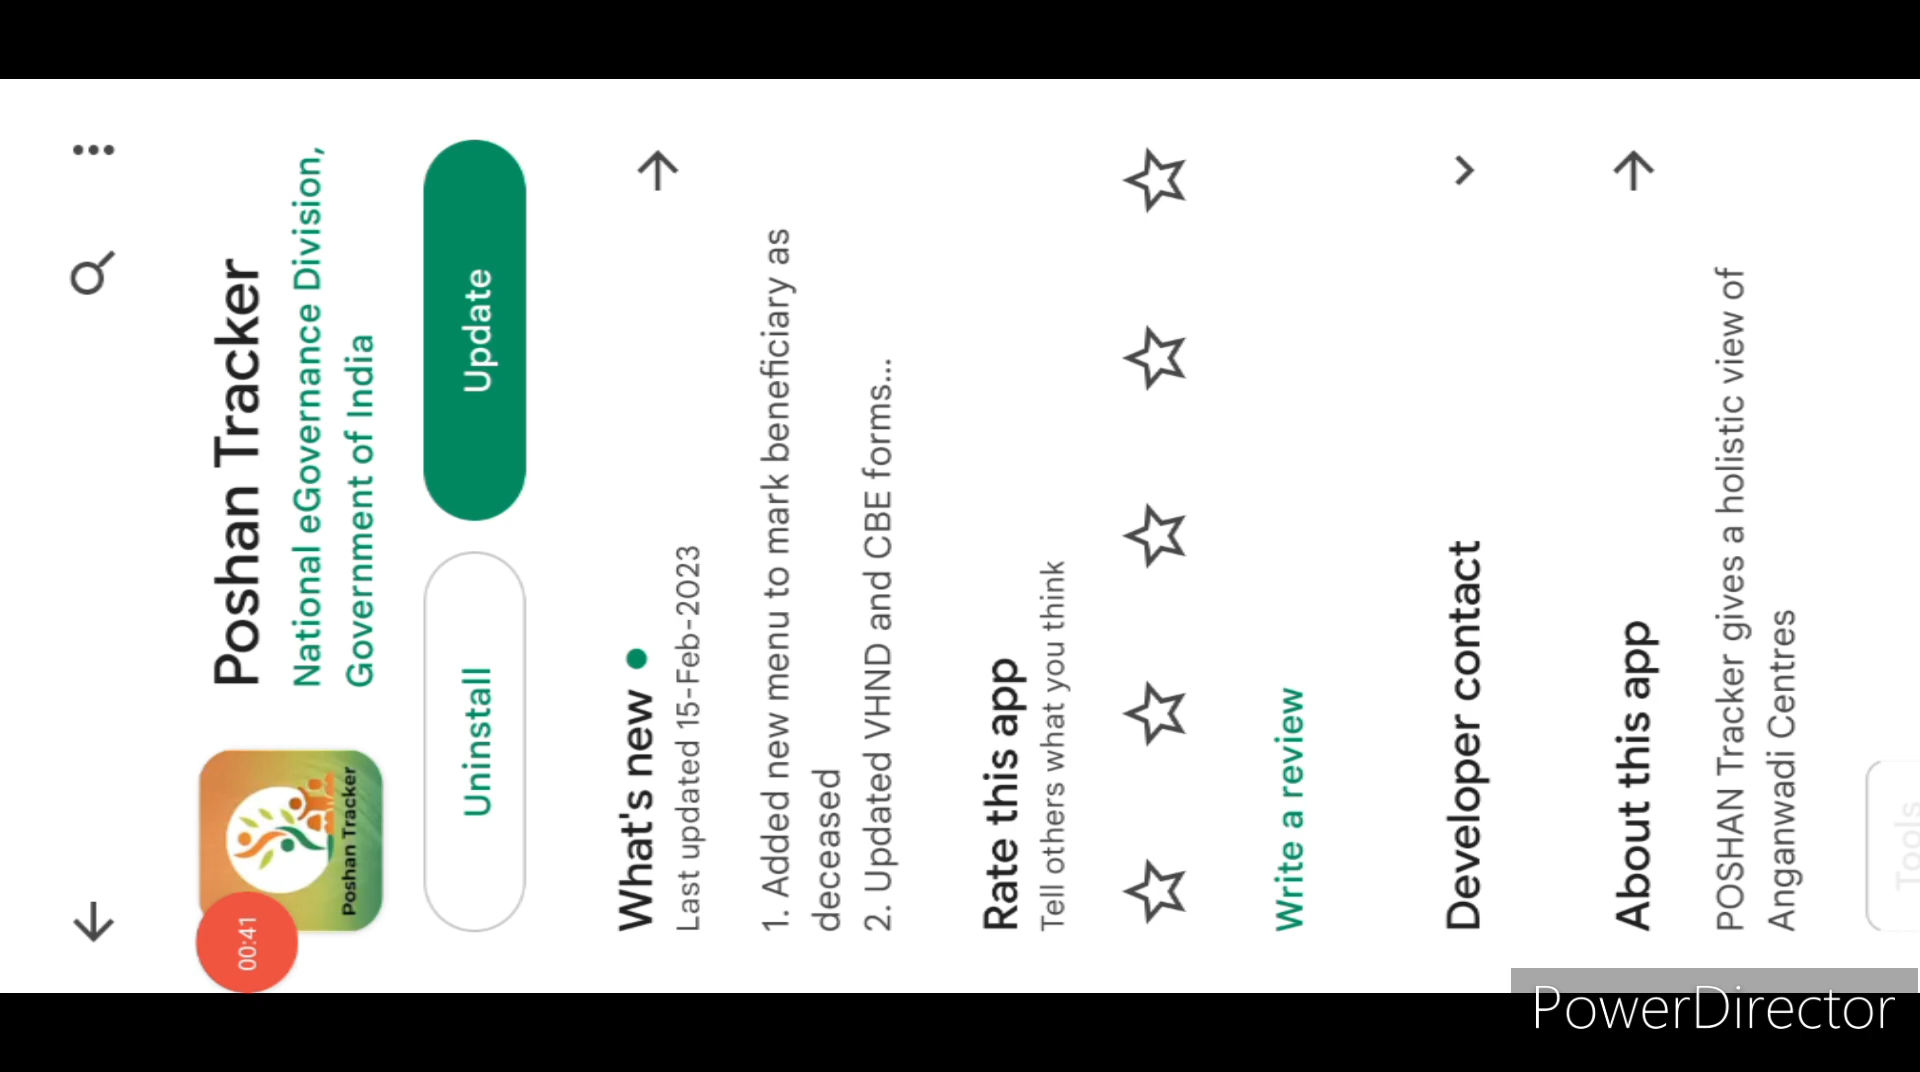 Poshan Tracker
National eGovernance Division,
Government of India
Poshan Tracker
00:41
Uninstall
Update
What's new
Last updated 15-Feb-2023
1. Added new menu to mark beneficiary as
deceased
2. Updated VHND and CBE forms...
Rate this app
Tell others what you think
Write a review
Developer contact
About this app
POSHAN Tracker gives a holistic view of
Anganwadi Centres
Tools
PowerDirector